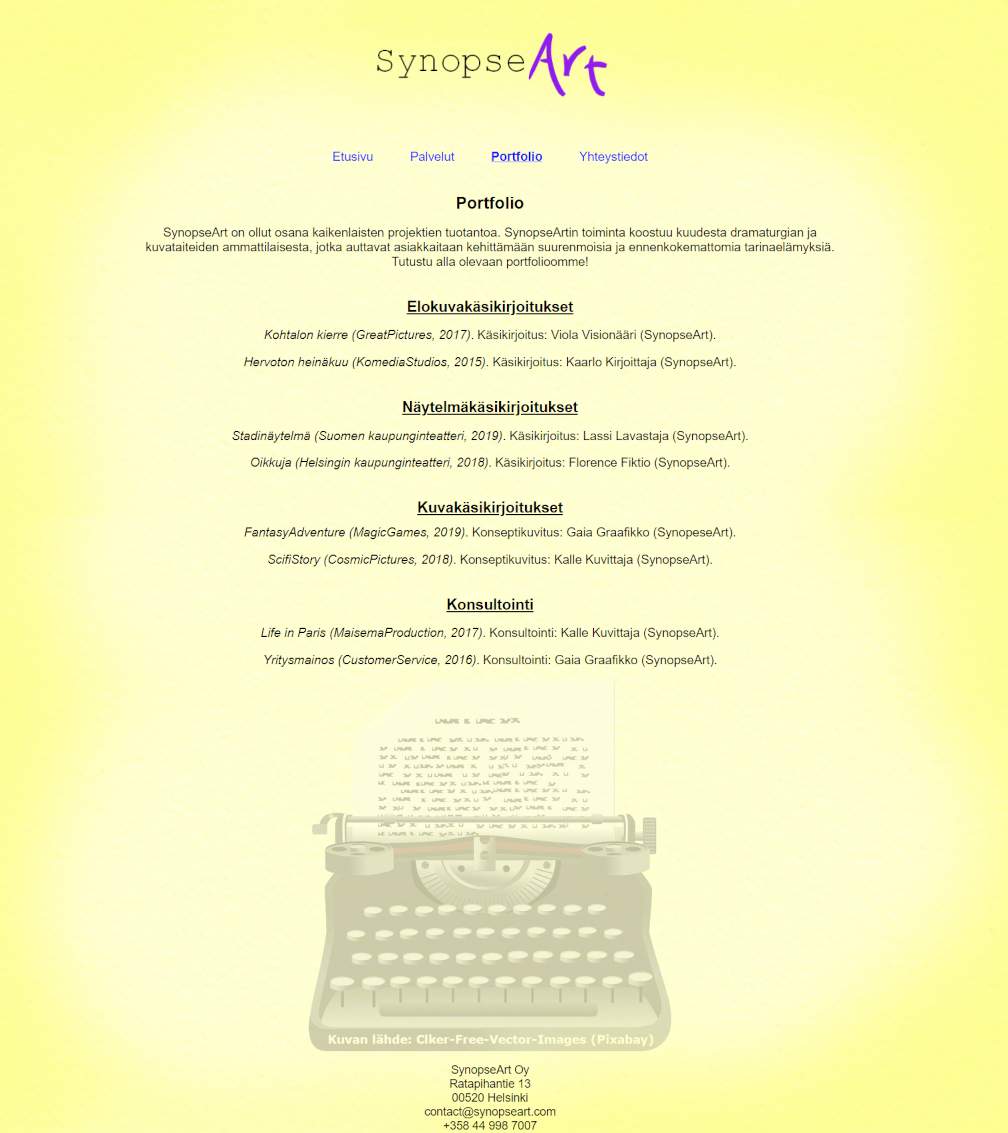 SynopseArt
Etusivu Palvelut Portfolio Yhteystiedot
Portfolio
SynopseArt on ollut osana kaikenlaisten projektien tuotantoa. SynopseArtin toiminta koostuu kuudesta dramaturgian ja
kuvataiteiden ammattilaisesta, jotka auttavat asiakkaitaan kehittämään suurenmoisia ja ennenkokemattomia tarinaelämyksiä.
Tutustu alla olevaan portfolioomme!
Elokuvakäsikirjoitukset
Kohtalon kierre (GreatPictures, 2017). Käsikirjoitus: Viola Visionääri (SynopseArt).
Hervoton heinäkuu (KomediaStudios, 2015). Käsikirjoitus: Kaarlo Kirjoittaja (SynopseArt).
Näytelmäkäsikirjoitukset
Stadinäytelmä (Suomen kaupunginteatteri, 2019). Käsikirjoitus: Lassi Lavastaja (SynopseArt).
Oikkuja (Helsingin kaupunginteatteri, 2018). Käsikirjoitus: Florence Fiktio (SynopseArt).
Kuvakäsikirjoitukset
FantasyAdventure (MagicGames, 2019). Konseptikuvitus: Gaia Graafikko (SynopeseArt).
ScifiStory (CosmicPictures, 2018). Konseptikuvitus: Kalle Kuvittaja (SynopseArt).
Konsultointi
Life in Paris (MaisemaProduction, 2017). Konsultointi: Kalle Kuvittaja (SynopseArt).
Yritysmainos (CustomerService, 2016). Konsultointi: Gaia Graafikko (SynopseArt).
Kuvan lähde: Clker-Free-Vector-Images (Pixabay)
SynopseArt Oy
Ratapihantie 13
00520 Helsinki
contact@synopseart.com
+358 44 998 7007